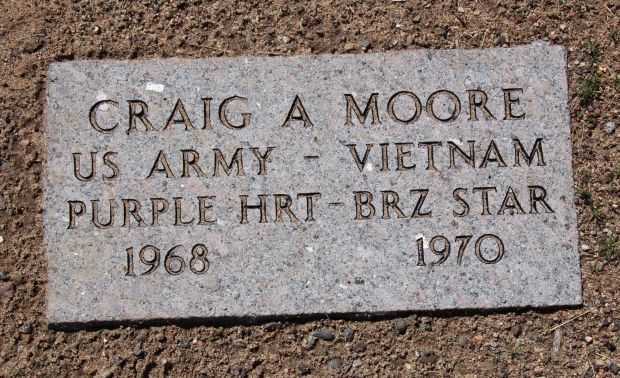 CRAIG A MOORE
US ARMY - VIETNAM
PURPLE HRT - BRZ STAR
1968 1970